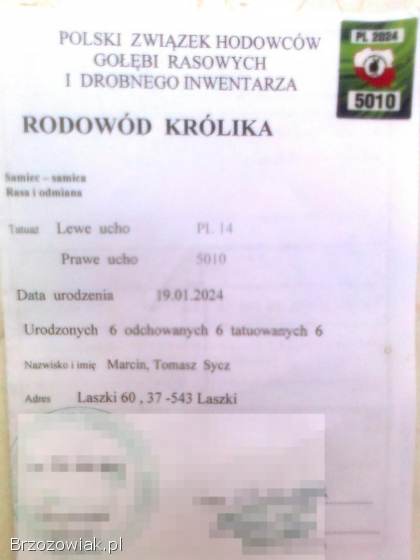 POLSKI ZWIĄZEK HODOWCÓW
GOŁĘBI RASOWYCH
I DROBNEGO INWENTARZA
PL 2024
5010
RODOWÓD KRÓLIKA
Samiec – samica
Rasa i odmiana
Tatuaż Lewe ucho PL 14
Prawe ucho 5010
Data urodzenia 19.01.2024
Urodzonych 6 odchowanych 6 tatuowanych 6
Nazwisko i imię Marcin, Tomasz Sycz
Adres Laszki 60 , 37 -543 Laszki
Brzozowiak.pl